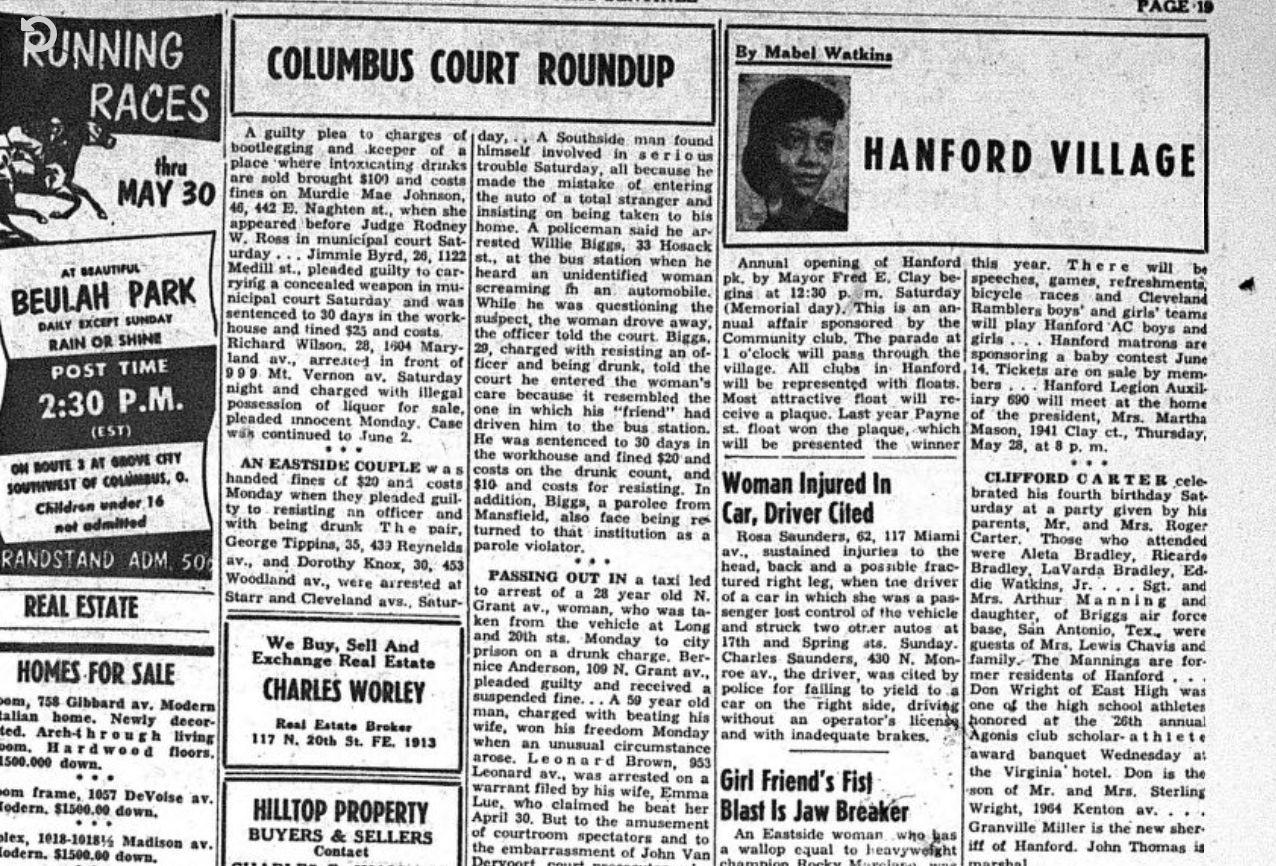 PAGE 19
RUNNING
RACES
thru
MAY 30
AT BEAUTIFUL
BEULAH PARK
DAILY EXCEPT SUNDAY
RAIN OR SHINE
POST TIME
2:30 P.M.
(EST)
ON ROUTE 3 AT GROVE CITY
SOUTHWEST OF COLUMBUS, O.
Children under 16
not admitted
RANDSTAND ADM. 50¢
REAL ESTATE
HOMES FOR SALE
oom, 758 Gibbard av. Modern
talian home. Newly decor-
ted. Arch-t h r o u g h living
oom. H a r d w o o d floors.
1500.000 down.
* * *
oom frame, 1057 DeVoise av.
Modern. $1500.00 down.
* * *
plex, 1018-1018½ Madison av.
Modern. $1500.00 down.
COLUMBUS COURT ROUNDUP
A guilty plea to charges of
bootlegging and keeper of a
place where intoxicating drinks
are sold brought $100 and costs
fines on Murdie Mae Johnson,
46, 442 E. Naghten st., when she
appeared before Judge Rodney
W. Ross in municipal court Sat-
urday . . . Jimmie Byrd, 26, 1122
Medill st., pleaded guilty to car-
ryifig a concealed weapon in mu-
nicipal court Saturday and was
sentenced to 30 days in the work-
house and fined $25 and costs.
Richard Wilson, 28, 1604 Mary-
land av., arrested in front of
999 Mt. Vernon av. Saturday
night and charged with illegal
possession of liquor for sale,
pleaded innocent Monday. Case
was continued to June 2.
* * *
AN EASTSIDE COUPLE w a s
handed fines of $20 and costs
Monday when they pleaded guil-
ty to resisting an officer and
with being drunk T h e pair,
George Tippins, 35, 439 Reynelds
av., and Dorothy Knox, 30, 453
Woodland av., were arrested at
Starr and Cleveland avs., Satur-
We Buy, Sell And
Exchange Real Estate
CHARLES WORLEY
Real Estate Broker
117 N. 20th St. FE. 1913
HILLTOP PROPERTY
BUYERS & SELLERS
Contact
day, . . A Southside man found
himself involved in s e r i o u s
trouble Saturday, all because he
made the mistake of entering
the auto of a total stranger and
insisting on being taken to his
home. A policeman said he ar-
rested Willie Biggs, 33 Hosack
st., at the bus station when he
heard an unidentified woman
screaming fh an automobile.
While he was questioning the
suspect, the woman drove away,
the officer told the court. Biggs,
29, charged with resisting an of-
ficer and being drunk, told the
court he entered the woman's
care because it resembled the
one in which his "friend" had
driven him to the bus station.
He was sentenced to 30 days in
the workhouse and fined $20 and
costs on the drunk count, and
$10 and costs for resisting. In
addition, Biggs, a parolee from
Mansfield, also face being re-
turned to that institution as a
parole violator.
* * *
PASSING OUT IN a taxi led
to arrest of a 28 year old N.
Grant av., woman, who was ta-
ken from the vehicle at Long
and 20th sts. Monday to city
prison on a drunk charge. Ber-
nice Anderson, 109 N. Grant av.,
pleaded guilty and received a
suspended fine. . . A 59 year old
man, charged with beating his
wife, won his freedom Monday
when an unusual circumstance
arose. L e o n a r d Brown, 953
Leonard av., was arrested on a
warrant filed by his wife, Emma
Lue, who claimed he beat her
April 30. But to the amusement
of courtroom spectators and to
the embarrassment of John Van
Dervoort, court prosecutor
By Mabel Watkins
HANFORD VILLAGE
Annual opening of Hanford
pk. by Mayor Fred E. Clay be-
gins at 12:30 p. m. Saturday
(Memorial day). This is an an-
nual affair sponsored by the
Community club. The parade at
1 o'clock will pass through the
village. All clubs in Hanford
will be represented with floats.
Most attractive float will re-
ceive a plaque. Last year Payne
st. float won the plaque, which
will be presented the winner
Woman Injured In
Car, Driver Cited
Rosa Saunders, 62, 117 Miami
av., sustained injuries to the
head, back and a possible frac-
tured right leg, when tne driver
of a car in which she was a pas-
senger lost control of the vehicle
and struck two other autos at
17th and Spring sts. Sunday.
Charles Saunders, 430 N. Mon-
roe av., the driver, was cited by
police for failing to yield to a
car on the right side, driving
without an operator's license
and with inadequate brakes.
Girl Friend's Fist
Blast Is Jaw Breaker
An Eastside woman who has
a wallop equal to heavyweight
champion Rocky Marciano was
this year. T h e r e will be
speeches, games, refreshments,
bicycle races and Cleveland
Ramblers boys' and girls' teams
will play Hanford AC boys and
girls . . . Hanford matrons are
sponsoring a baby contest June
14. Tickets are on sale by mem-
bers . . . Hanford Legion Auxil-
iary 690 will meet at the home
of the president, Mrs. Martha
Mason, 1941 Clay ct., Thursday,
May 28, at 8 p. m.
* * *
CLIFFORD C A R T E R cele-
brated his fourth birthday Sat-
urday at a party given by his
parents, Mr. and Mrs. Roger
Carter. Those who attended
were Aleta Bradley, Ricardo
Bradley, LaVarda Bradley, Ed-
die Watkins, Jr. . . . Sgt. and
Mrs. Arthur M a n n i n g and
daughter, of Briggs air force
base, San Antonio, Tex., were
guests of Mrs. Lewis Chavis and
family. The Mannings are for-
mer residents of Hanford . . .
Don Wright of East High was
one of the high school athletes
honored at the 26th annual
Agonis club scholar- a t h l e t e
award banquet Wednesday at
the Virginia hotel. Don is the
son of Mr. and Mrs. Sterling
Wright, 1964 Kenton av. . . .
Granville Miller is the new sher-
iff of Hanford. John Thomas is
marshal